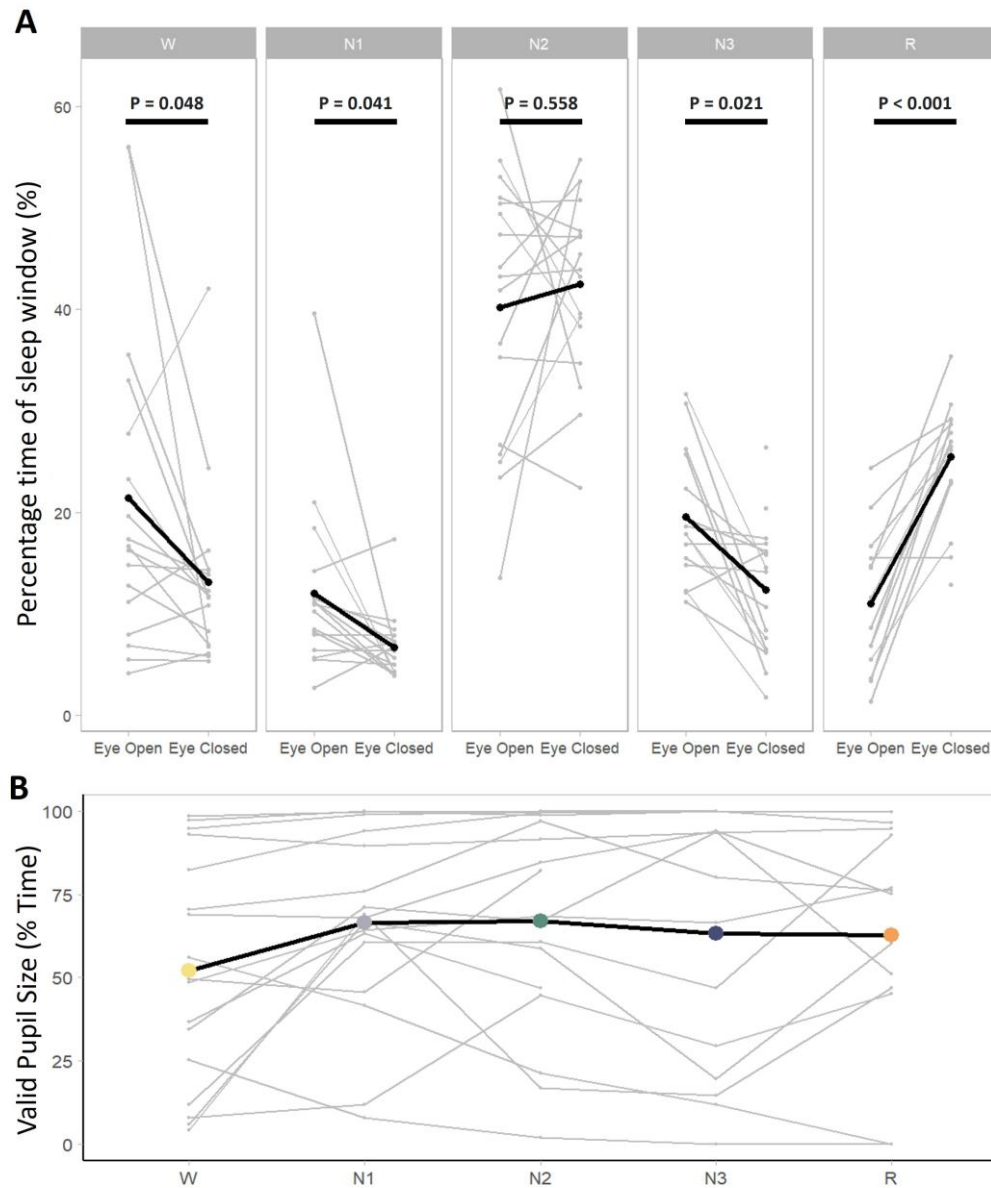 A
W N1 N2 N3 R
P = 0.048 P = 0.041 P = 0.558 P = 0.021 P < 0.001
Percentage time of sleep window (%)
60
40
20
0
Eye Open Eye Closed Eye Open Eye Closed Eye Open Eye Closed Eye Open Eye Closed Eye Open Eye Closed
B
Valid Pupil Size (% Time)
100
75
50
25
0
W N1 N2 N3 R